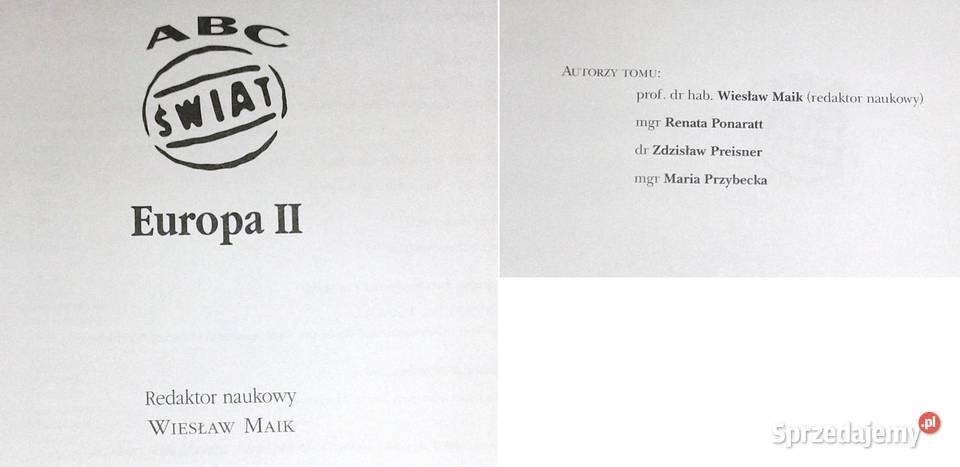 ABC
ŚWIAT
Europa II
Redaktor naukowy
WIESŁAW MAIK
AUTORZY TOMU:
prof. dr hab. Wiesław Maik (redaktor naukowy)
mgr Renata Ponaratt
dr Zdzisław Preisner
mgr Maria Przybecka
Sprzedajemy.pl